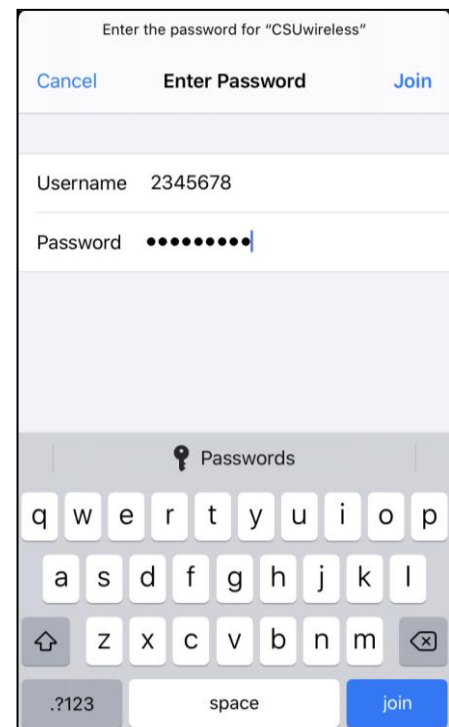 Enter the password for “CSUwireless”
Cancel Enter Password Join
Username 2345678
Password •••••••••
Passwords
q w e r t y u i o p
a s d f g h j k l
z x c v b n m
.?123 space join